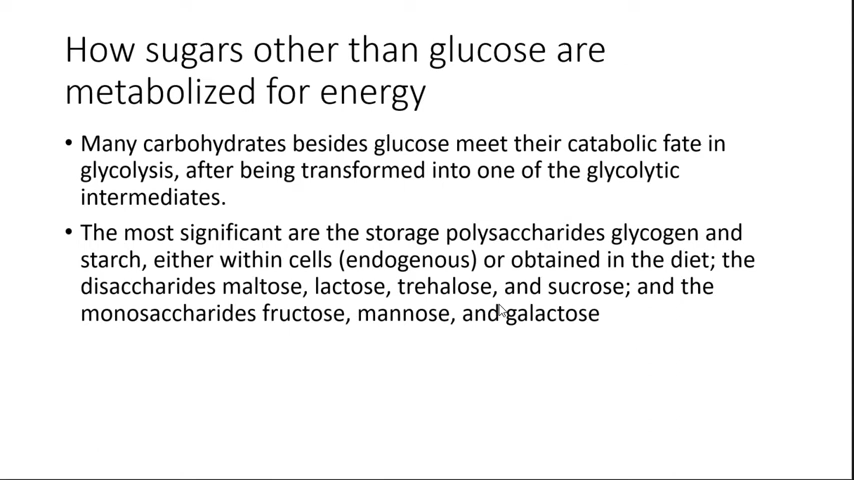 How sugars other than glucose are
metabolized for energy
• Many carbohydrates besides glucose meet their catabolic fate in
glycolysis, after being transformed into one of the glycolytic
intermediates.
• The most significant are the storage polysaccharides glycogen and
starch, either within cells (endogenous) or obtained in the diet; the
disaccharides maltose, lactose, trehalose, and sucrose; and the
monosaccharides fructose, mannose, and galactose